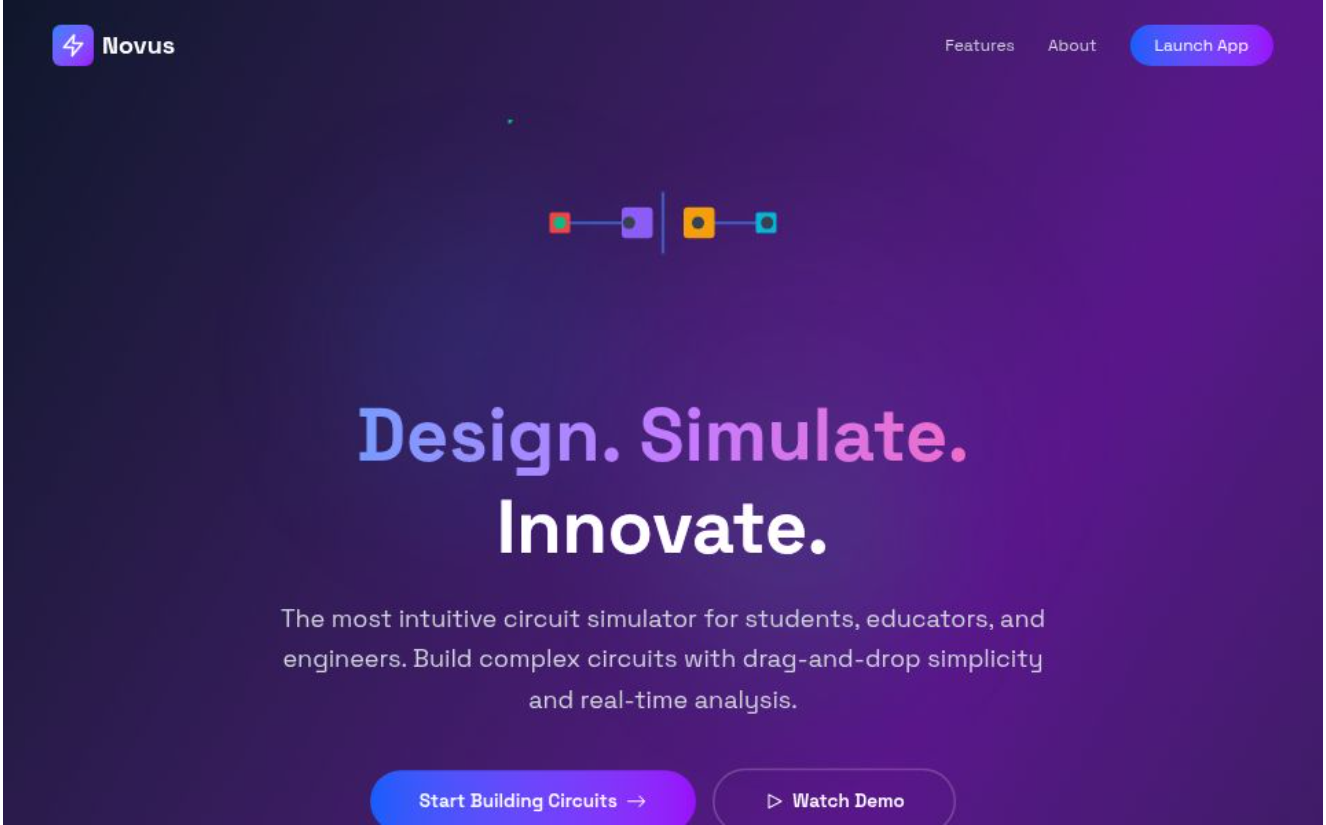 Novus
Features
About
Launch App
Design. Simulate.
Innovate.
The most intuitive circuit simulator for students, educators, and
engineers. Build complex circuits with drag-and-drop simplicity
and real-time analysis.
Start Building Circuits →
Watch Demo